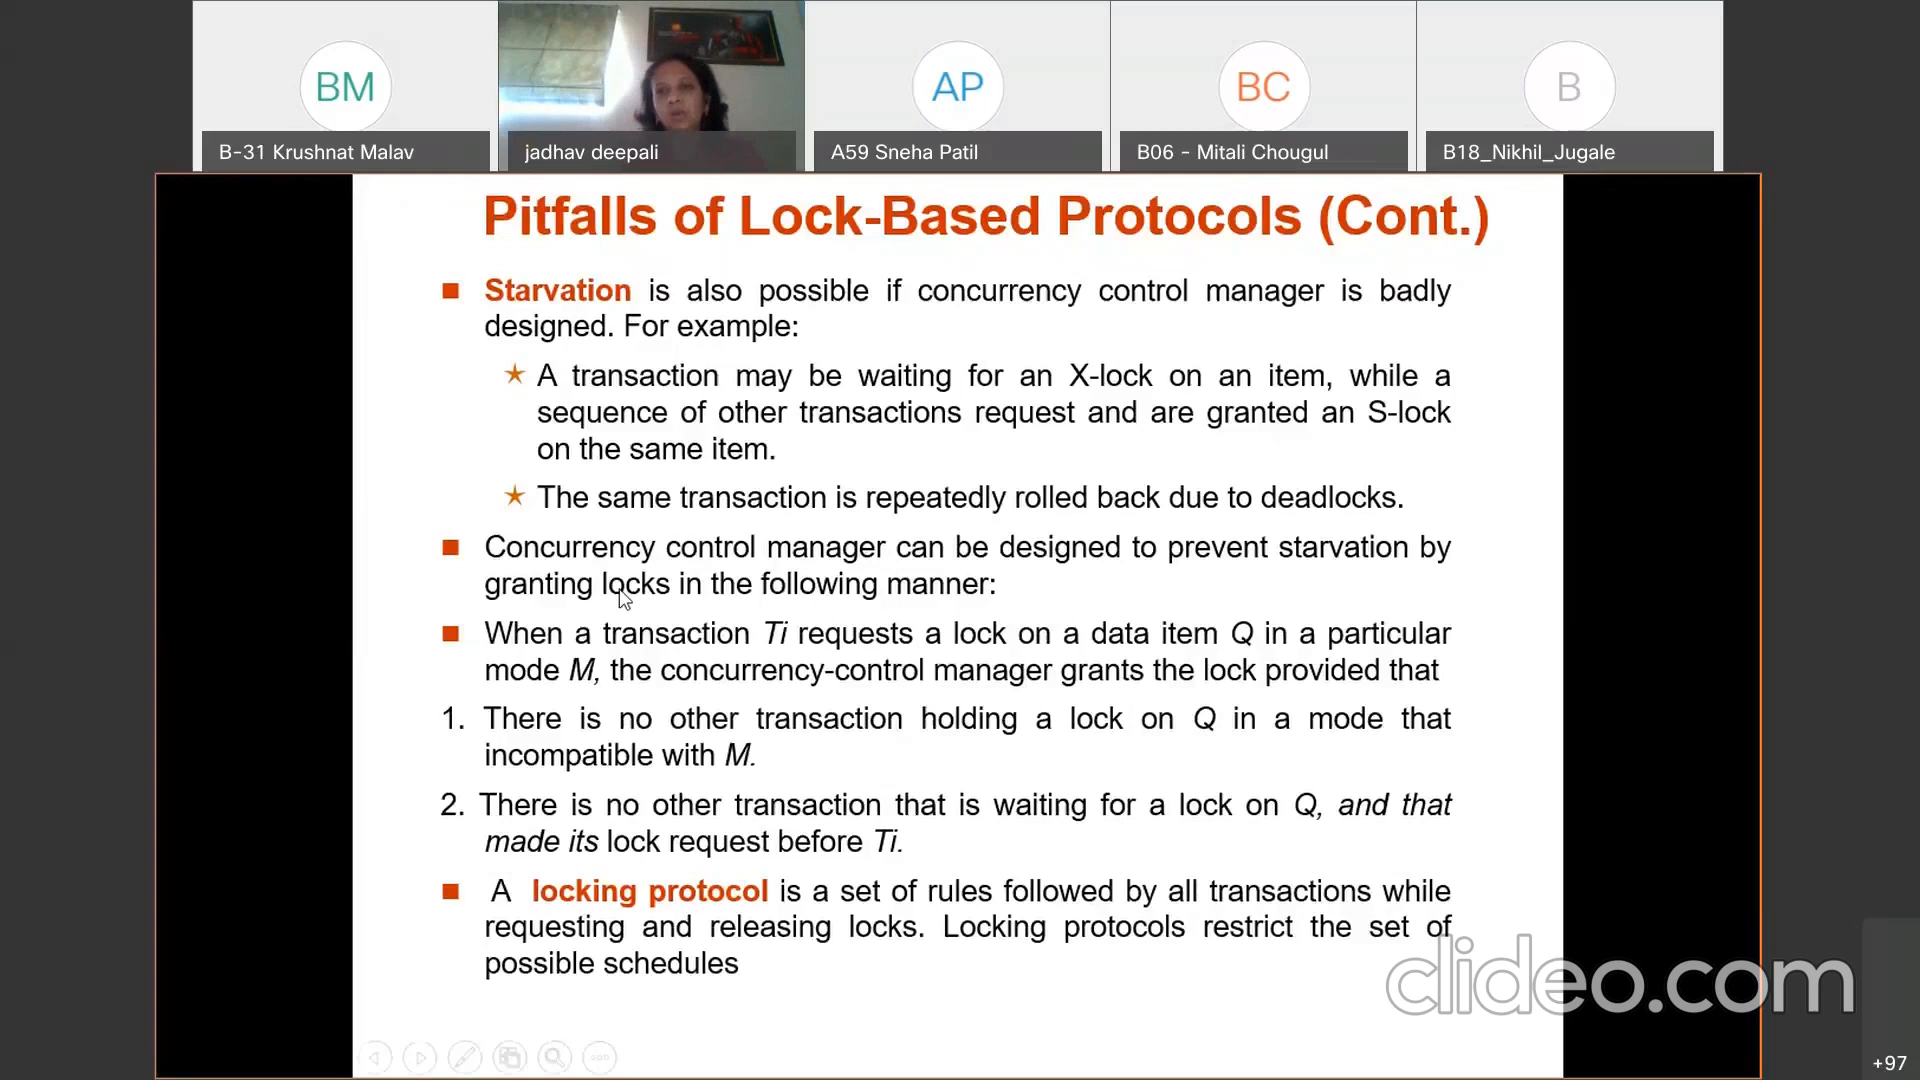 BM
AP
BC
B
B-31 Krushnat Malav
jadhav deepali
A59 Sneha Patil
B06 - Mitali Chougul
B18_Nikhil_Jugale
Pitfalls of Lock-Based Protocols (Cont.)
Starvation is also possible if concurrency control manager is badly
designed. For example:
A transaction may be waiting for an X-lock on an item, while a
sequence of other transactions request and are granted an S-lock
on the same item.
The same transaction is repeatedly rolled back due to deadlocks.
Concurrency control manager can be designed to prevent starvation by
granting locks in the following manner:
When a transaction Ti requests a lock on a data item Q in a particular
mode M, the concurrency-control manager grants the lock provided that
1. There is no other transaction holding a lock on Q in a mode that
incompatible with M.
2. There is no other transaction that is waiting for a lock on Q, and that
made its lock request before Ti.
A locking protocol is a set of rules followed by all transactions while
requesting and releasing locks. Locking protocols restrict the set of
possible schedules
clideo.com
+97